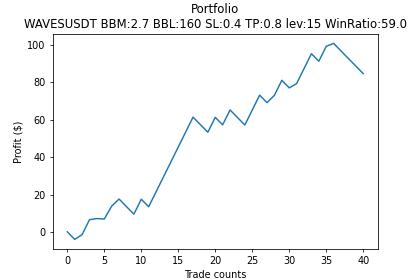 Portfolio
WAVESUSDT BBM:2.7 BBL:160 SL:0.4 TP:0.8 lev:15 WinRatio:59.0
100
80
60
40
20
0
Profit ($)
0 5 10 15 20 25 30 35 40
Trade counts